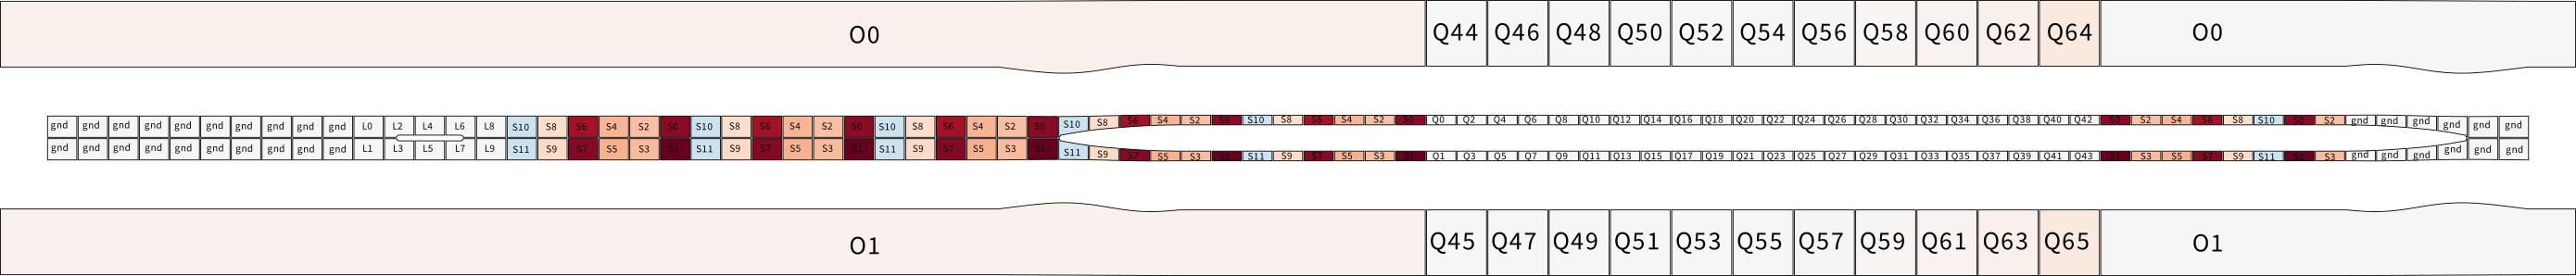 O0 Q44 Q46 Q48 Q50 Q52 Q54 Q56 Q58 Q60 Q62 Q64 O0
gnd gnd gnd gnd gnd gnd gnd gnd gnd gnd L0 L2 L4 L6 L8 S10 S8 S6 S4 S2 S0 S10 S8 S6 S4 S2 S0 S10 S8 S6 S4 S2 S0 S10 S8 S6 S4 S2 S0 S10 S8 S6 S4 S2 S0 Q0 Q2 Q4 Q6 Q8 Q10 Q12 Q14 Q16 Q18 Q20 Q22 Q24 Q26 Q28 Q30 Q32 Q34 Q36 Q38 Q40 Q42 S0 S2 S4 S6 S8 S10 S0 S2 gnd gnd gnd gnd gnd gnd
gnd gnd gnd gnd gnd gnd gnd gnd gnd gnd L1 L3 L5 L7 L9 S11 S9 S7 S5 S3 S1 S11 S9 S7 S5 S3 S1 S11 S9 S7 S5 S3 S1 S11 S9 S7 S5 S3 S1 S11 S9 S7 S5 S3 S1 Q1 Q3 Q5 Q7 Q9 Q11 Q13 Q15 Q17 Q19 Q21 Q23 Q25 Q27 Q29 Q31 Q33 Q35 Q37 Q39 Q41 Q43 S1 S3 S5 S7 S9 S11 S1 S3 gnd gnd gnd gnd gnd gnd
O1 Q45 Q47 Q49 Q51 Q53 Q55 Q57 Q59 Q61 Q63 Q65 O1